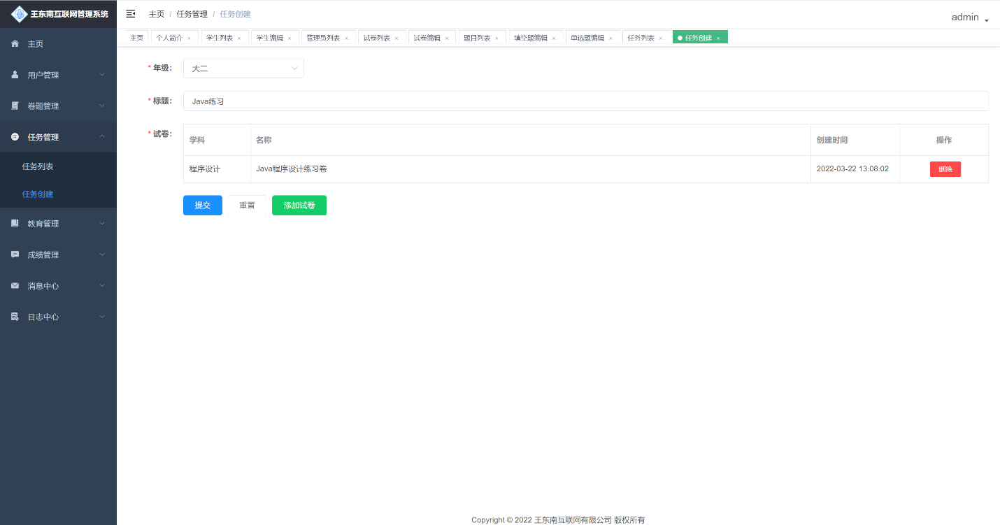 王东南互联网管理系统
主页 / 任务管理 / 任务创建
admin
主页 个人简介 × 学生列表 × 学生编辑 × 管理员列表 × 试卷列表 × 试卷编辑 × 题目列表 × 填空题编辑 × 单选题编辑 × 任务列表 × 任务创建 ×
主页
用户管理
卷题管理
任务管理
任务列表
任务创建
教育管理
成绩管理
消息中心
日志中心
* 年级： 大二
* 标题： Java练习
* 试卷： 学科 名称 创建时间 操作
程序设计 Java程序设计练习卷 2022-03-22 13:08:02 删除
提交 重置 添加试卷
Copyright © 2022 王东南互联网有限公司 版权所有